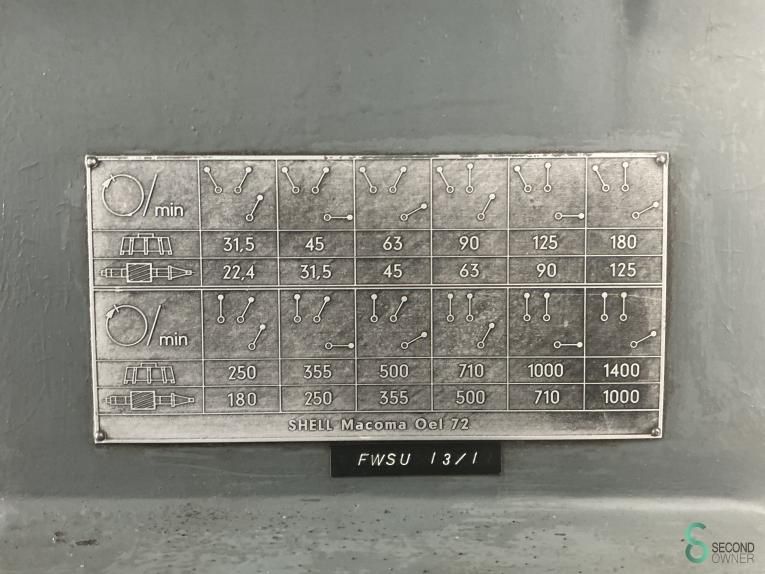 /min
31,5 45 63 90 125 180
22,4 31,5 45 63 90 125
/min
250 355 500 710 1000 1400
180 250 355 500 710 1000
SHELL Macoma Oel 72
FWSU 13/1
SECOND
OWNER